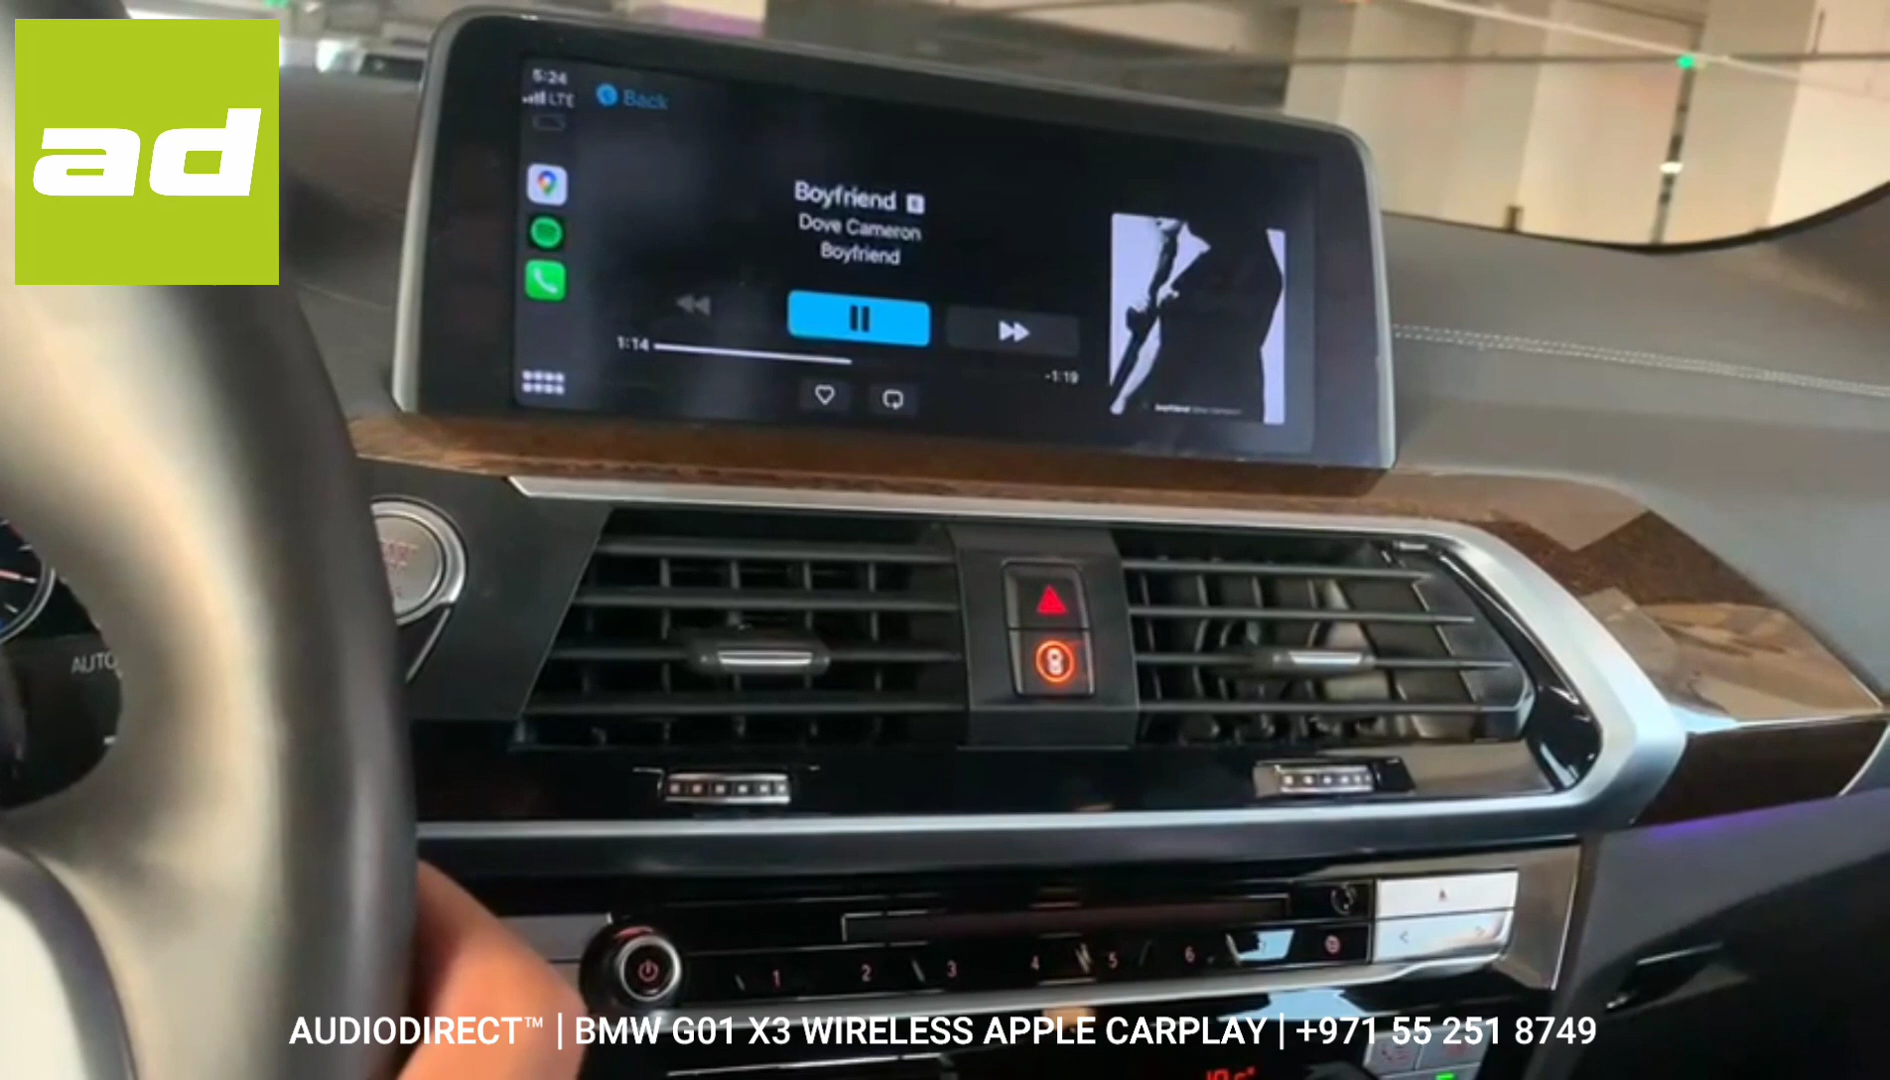 ad
5:24
LTE
Back
Boyfriend E
Dove Cameron
Boyfriend
1:14
-1:19
AUTO
1 2 3 4 5 6
AUDIODIRECT™ | BMW G01 X3 WIRELESS APPLE CARPLAY | +971 55 251 8749